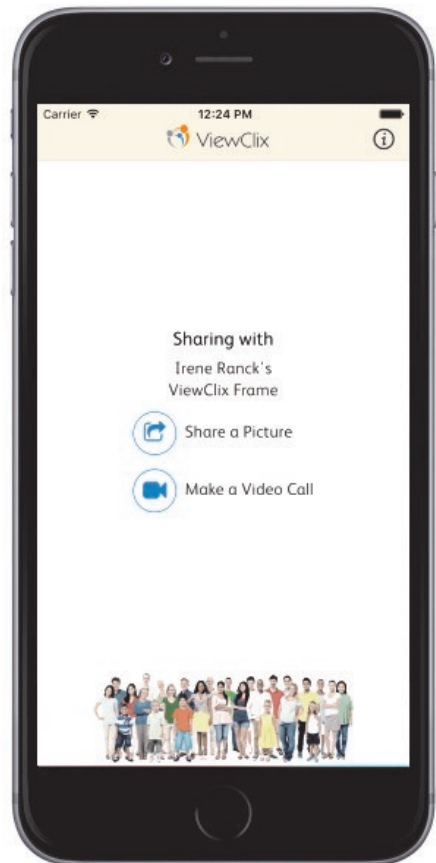 Carrier 12:24 PM
ViewClix
Sharing with
Irene Ranck's
ViewClix Frame
Share a Picture
Make a Video Call